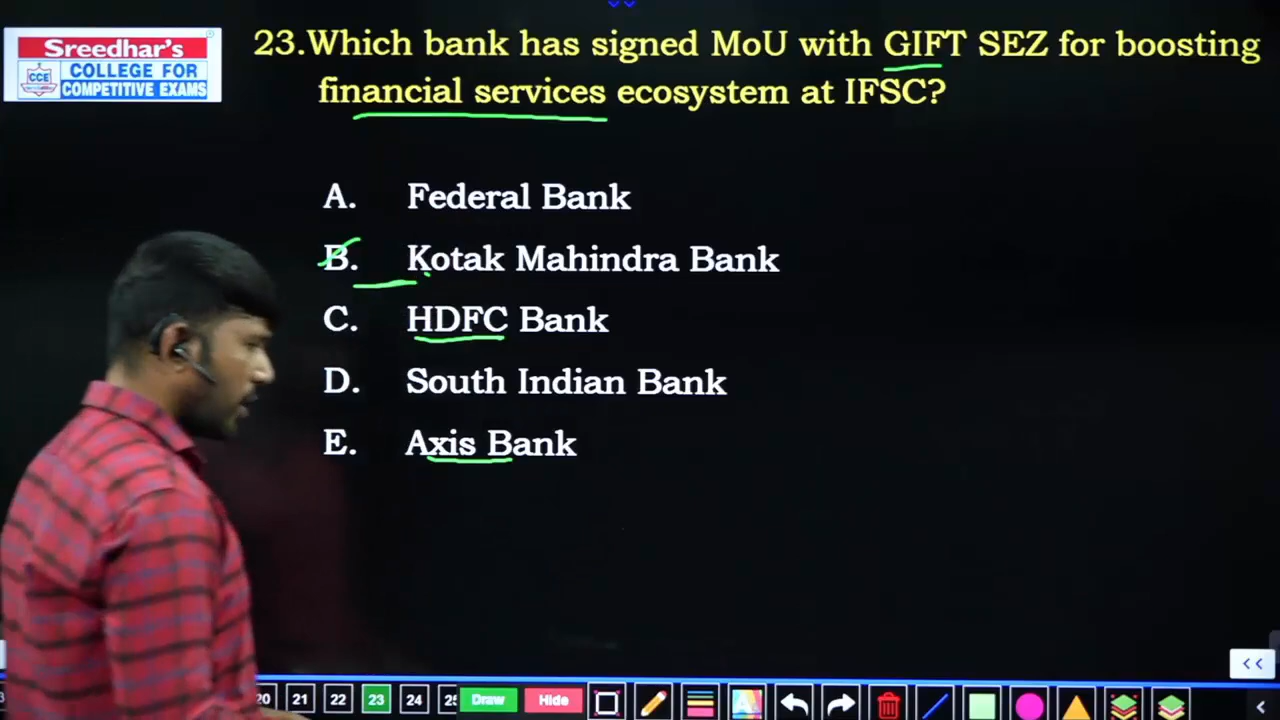 Sreedhar's
CCE
COLLEGE FOR
COMPETITIVE EXAMS
23.Which bank has signed MoU with GIFT SEZ for boosting
financial services ecosystem at IFSC?
A. Federal Bank
B. Kotak Mahindra Bank
C. HDFC Bank
D. South Indian Bank
E. Axis Bank
20 21 22 23 24 Draw Hide